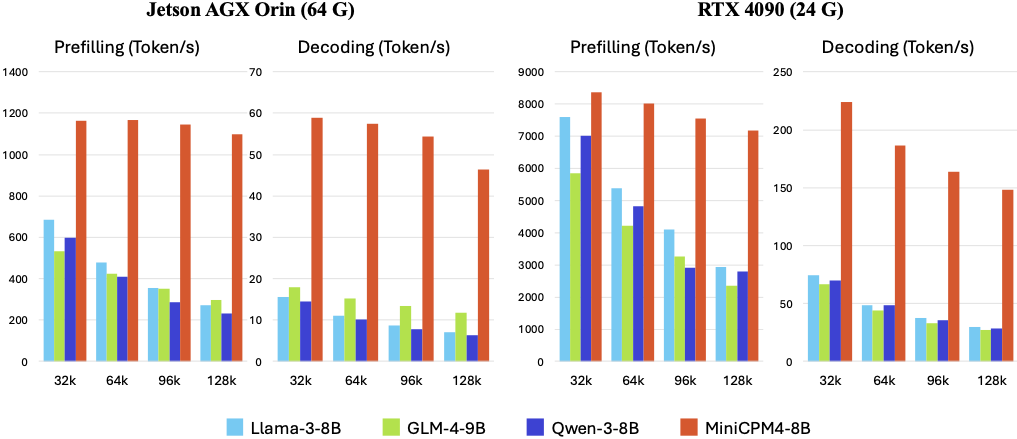 Jetson AGX Orin (64 G)
RTX 4090 (24 G)
Prefilling (Token/s)
1400
1200
1000
800
600
400
200
0
32k
64k
96k
128k
Decoding (Token/s)
70
60
50
40
30
20
10
0
32k
64k
96k
128k
Prefilling (Token/s)
9000
8000
7000
6000
5000
4000
3000
2000
1000
0
32k
64k
96k
128k
Decoding (Token/s)
250
200
150
100
50
0
32k
64k
96k
128k
Llama-3-8B
GLM-4-9B
Qwen-3-8B
MiniCPM4-8B